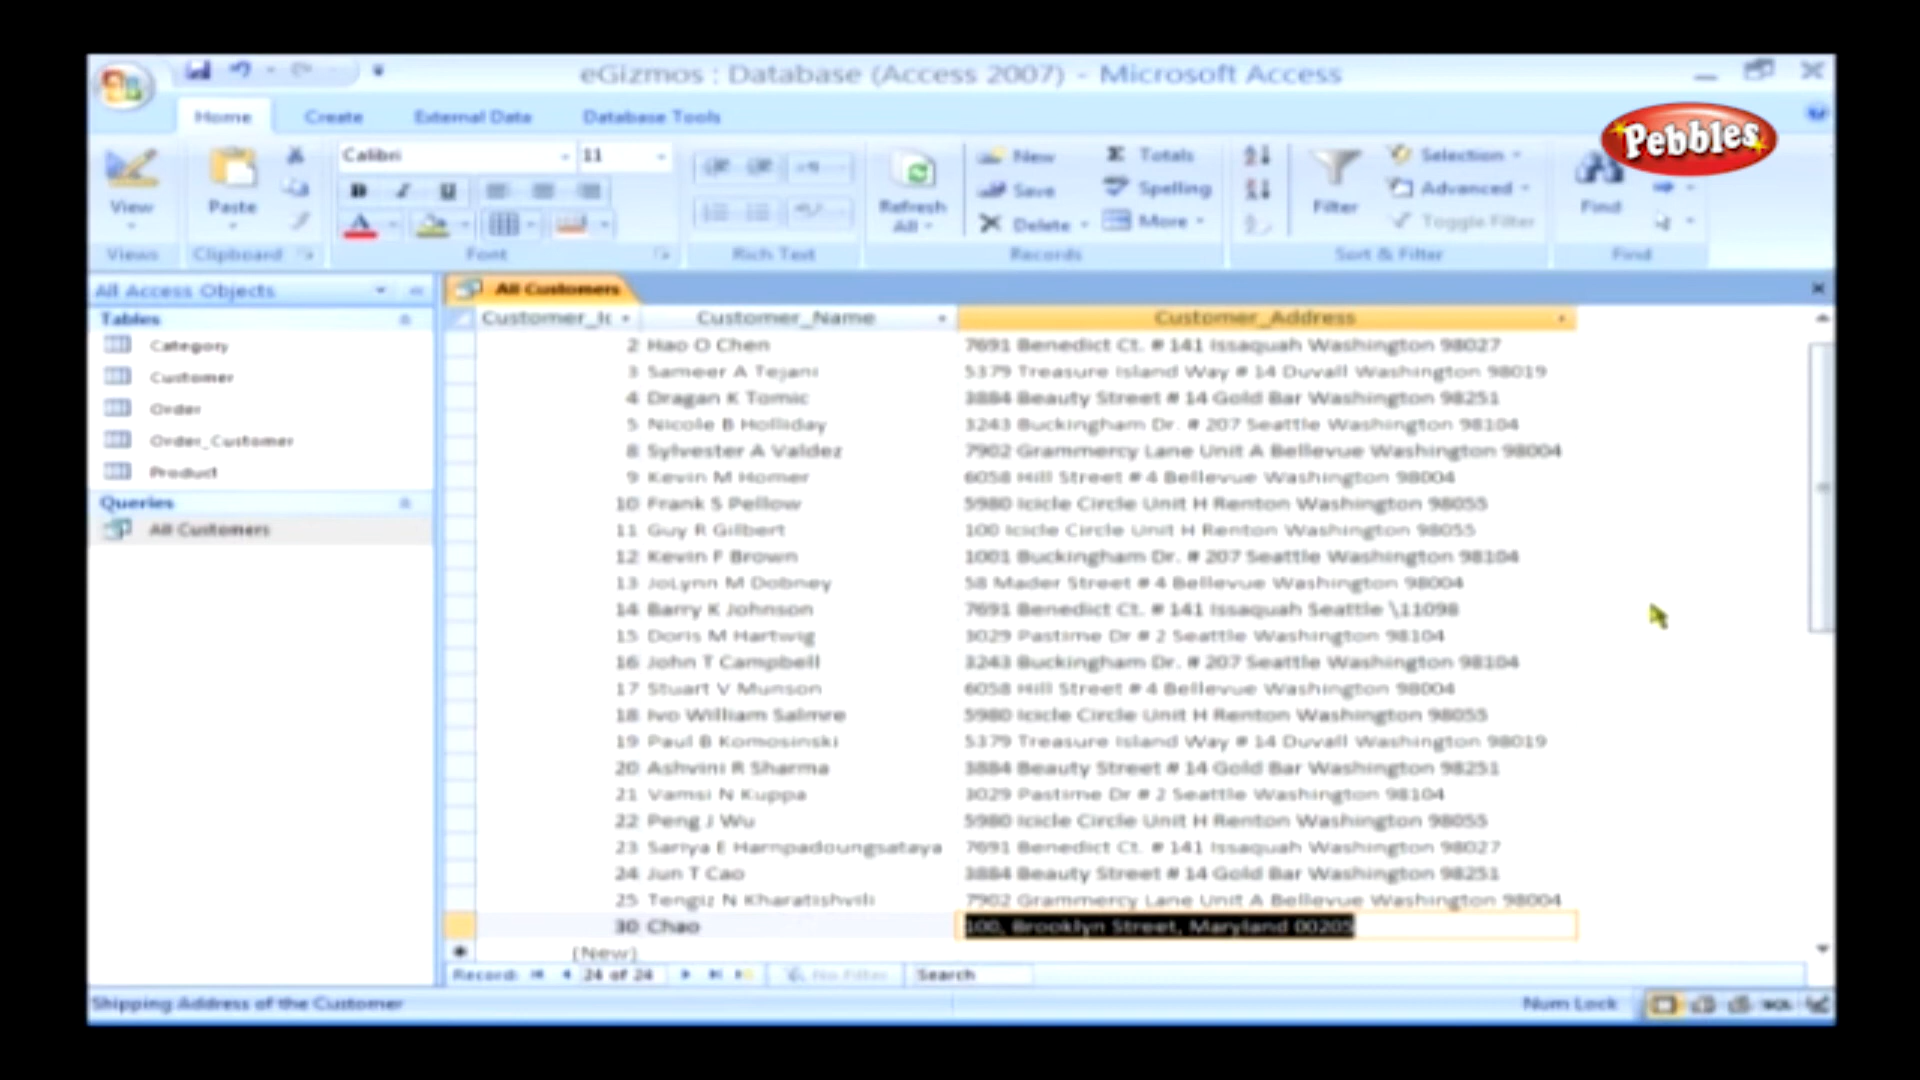 eGizmos : Database (Access 2007) - Microsoft Access
Home Create External Data Database Tools
Pebbles
Calibri 11
New Totals Selection
Save Spelling Advanced
View Paste Refresh All Delete More Filter Toggle Filter Find
Views Clipboard Font Rich Text Records Sort & Filter Find
All Access Objects
All Customers
Tables
Category
Customer
Order
Order_Customer
Product
Queries
All Customers
Customer_Ic Customer_Name Customer_Address
2 Hao O Chen 7691 Benedict Ct. # 141 Issaquah Washington 98027
3 Sameer A Tejani 5379 Treasure Island Way # 14 Duvall Washington 98019
4 Dragan K Tomic 3884 Beauty Street # 14 Gold Bar Washington 98251
5 Nicole B Holliday 3243 Buckingham Dr. # 207 Seattle Washington 98104
8 Sylvester A Valdez 7902 Grammercy Lane Unit A Bellevue Washington 98004
9 Kevin M Homer 6058 Hill Street # 4 Bellevue Washington 98004
10 Frank S Pellow 5980 Icicle Circle Unit H Renton Washington 98055
11 Guy R Gilbert 100 Icicle Circle Unit H Renton Washington 98055
12 Kevin F Brown 1001 Buckingham Dr. # 207 Seattle Washington 98104
13 JoLynn M Dobney 58 Mader Street # 4 Bellevue Washington 98004
14 Barry K Johnson 7691 Benedict Ct. # 141 Issaquah Seattle \11098
15 Doris M Hartwig 3029 Pastime Dr # 2 Seattle Washington 98104
16 John T Campbell 3243 Buckingham Dr. # 207 Seattle Washington 98104
17 Stuart V Munson 6058 Hill Street # 4 Bellevue Washington 98004
18 Ivo William Salmre 5980 Icicle Circle Unit H Renton Washington 98055
19 Paul B Komosinski 5379 Treasure Island Way # 14 Duvall Washington 98019
20 Ashvini R Sharma 3884 Beauty Street # 14 Gold Bar Washington 98251
21 Vamsi N Kuppa 3029 Pastime Dr # 2 Seattle Washington 98104
22 Peng J Wu 5980 Icicle Circle Unit H Renton Washington 98055
23 Sariya E Harnpadoungsataya 7691 Benedict Ct. # 141 Issaquah Washington 98027
24 Jun T Cao 3884 Beauty Street # 14 Gold Bar Washington 98251
25 Tengiz N Kharatishvili 7902 Grammercy Lane Unit A Bellevue Washington 98004
30 Chao 100, Brooklyn Street, Maryland 00205
(New)
Record: 24 of 24 No Filter Search
Shipping Address of the Customer Num Lock SQL